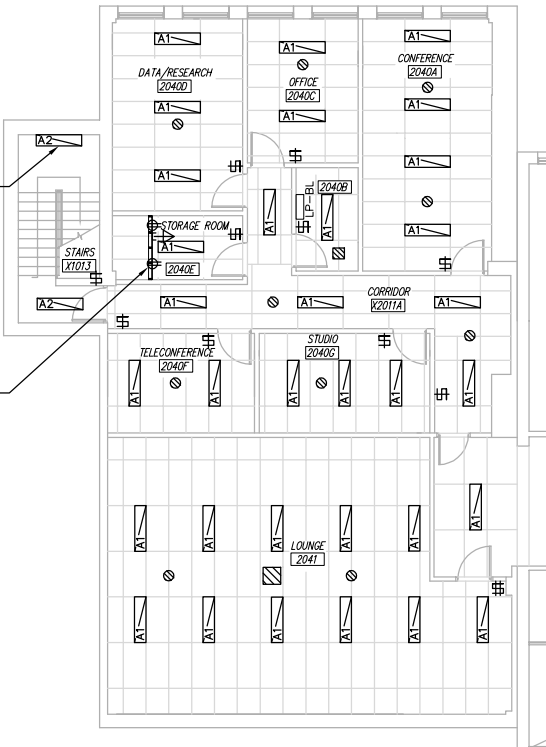 A1
A1
A1
DATA/RESEARCH
2040D
OFFICE
2040C
CONFERENCE
2040A
A1
A1
A1
A2
A1
A1
A1
2040B
LP-BL
A1
A1
A1
STORAGE ROOM
A1
2040E
STAIRS
X1013
CORRIDOR
X2011A
A2
A1
A1
A1
TELECONFERENCE
2040F
STUDIO
2040G
A1
A1
A1
A1
A1
A1
A1
LOUNGE
2041
A1
A1
A1
A1
A1
A1
A1
A1
A1
A1
A1